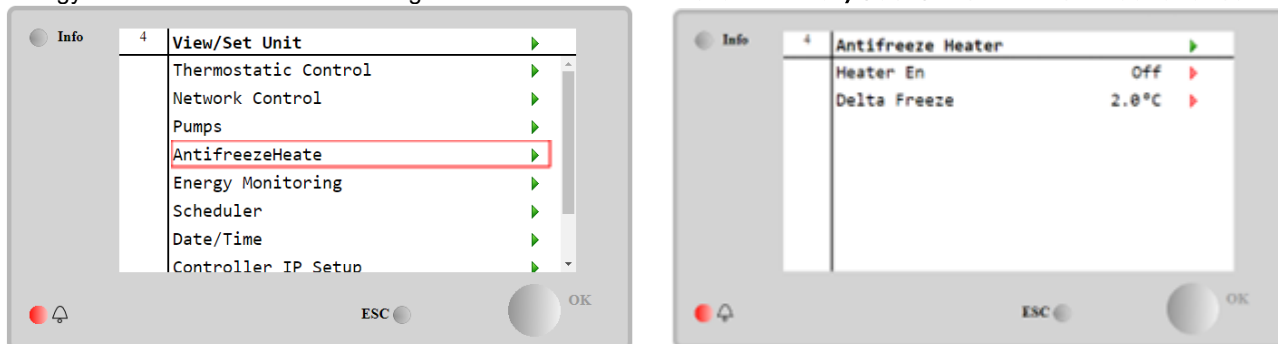 Info
4 View/Set Unit
Thermostatic Control
Network Control
Pumps
AntifreezeHeate
Energy Monitoring
Scheduler
Date/Time
Controller IP Setup
ESC
OK
Info
4 Antifreeze Heater
Heater En Off
Delta Freeze 2.0°C
ESC
OK